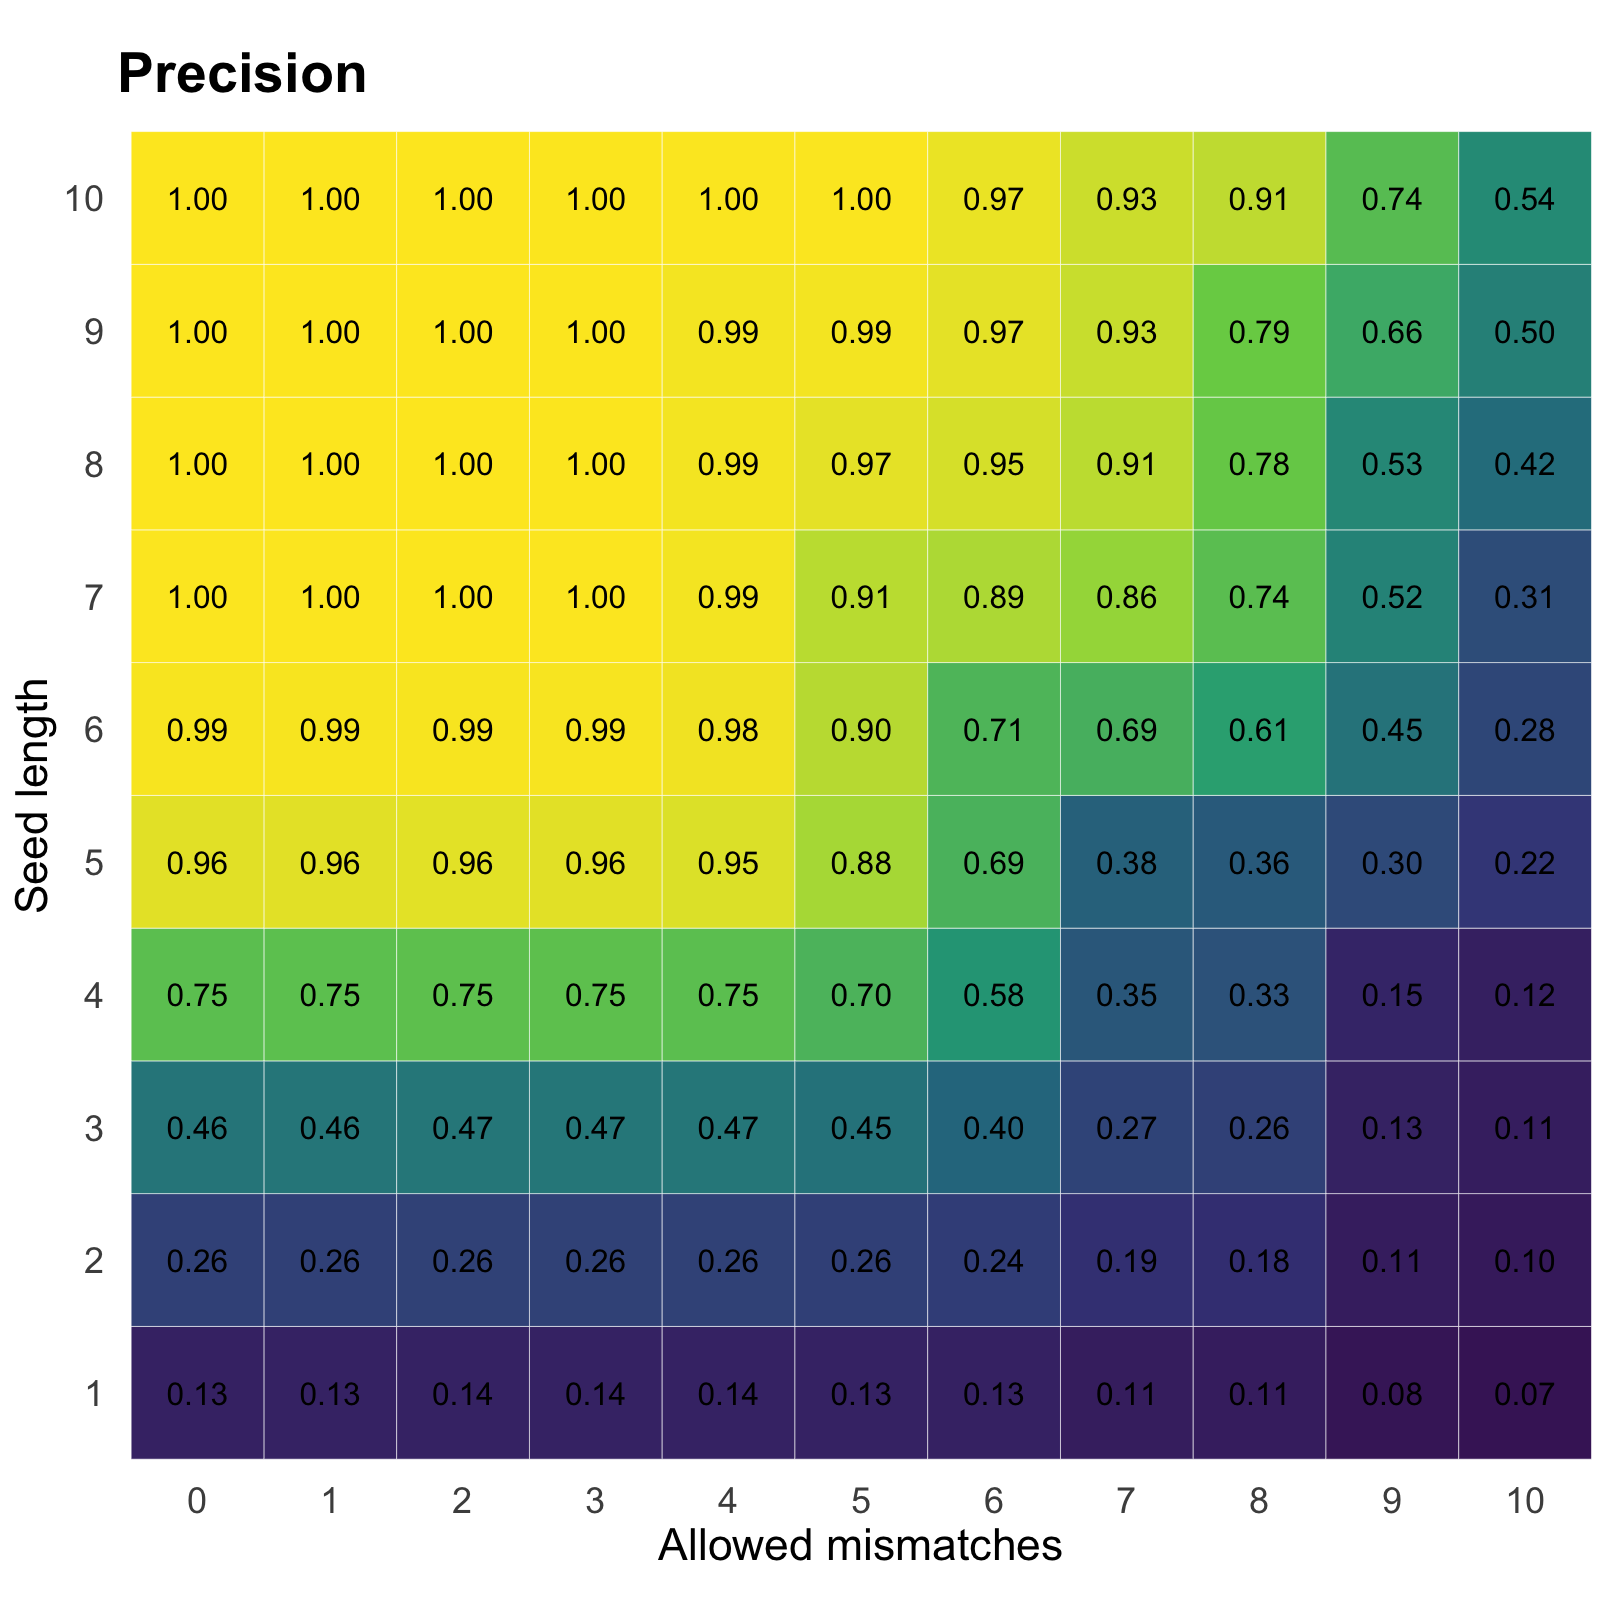 Precision
10 1.00 1.00 1.00 1.00 1.00 1.00 0.97 0.93 0.91 0.74 0.54
9 1.00 1.00 1.00 1.00 0.99 0.99 0.97 0.93 0.79 0.66 0.50
8 1.00 1.00 1.00 1.00 0.99 0.97 0.95 0.91 0.78 0.53 0.42
7 1.00 1.00 1.00 1.00 0.99 0.91 0.89 0.86 0.74 0.52 0.31
6 0.99 0.99 0.99 0.99 0.98 0.90 0.71 0.69 0.61 0.45 0.28
5 0.96 0.96 0.96 0.96 0.95 0.88 0.69 0.38 0.36 0.30 0.22
4 0.75 0.75 0.75 0.75 0.75 0.70 0.58 0.35 0.33 0.15 0.12
3 0.46 0.46 0.47 0.47 0.47 0.45 0.40 0.27 0.26 0.13 0.11
2 0.26 0.26 0.26 0.26 0.26 0.26 0.24 0.19 0.18 0.11 0.10
1 0.13 0.13 0.14 0.14 0.14 0.13 0.13 0.11 0.11 0.08 0.07
Seed length
0 1 2 3 4 5 6 7 8 9 10
Allowed mismatches